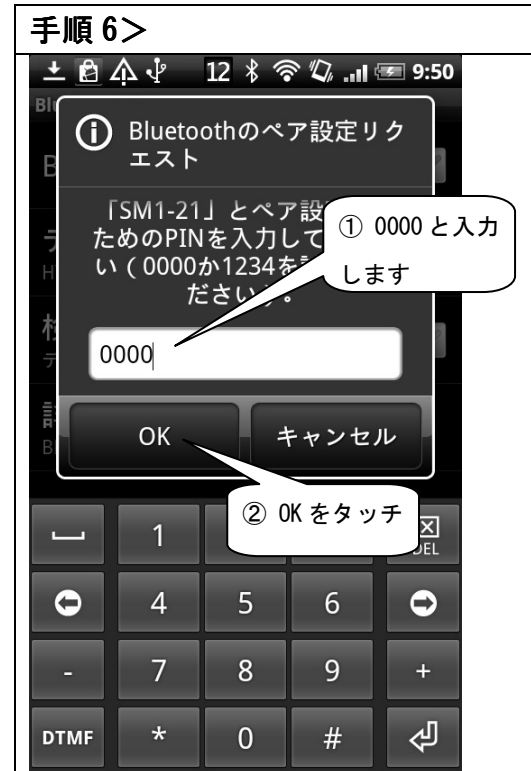 手順 6＞
12
9:50
Bl
ⓘ Bluetoothのペア設定リク
エスト
B
「SM1-21」とペア設
ためのPINを入力して
い（0000か1234を
ださい）。
① 0000 と入力
します
テ
H
検
デ
0000
B
OK
キャンセル
② OK をタッチ
1
DEL
4
5
6
-
7
8
9
+
DTMF
*
0
#